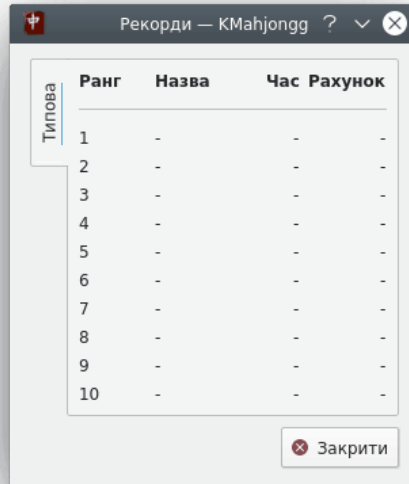 Рекорди — KMahjongg
Типова
Ранг Назва Час Рахунок
1 - - -
2 - - -
3 - - -
4 - - -
5 - - -
6 - - -
7 - - -
8 - - -
9 - - -
10 - - -
Закрити